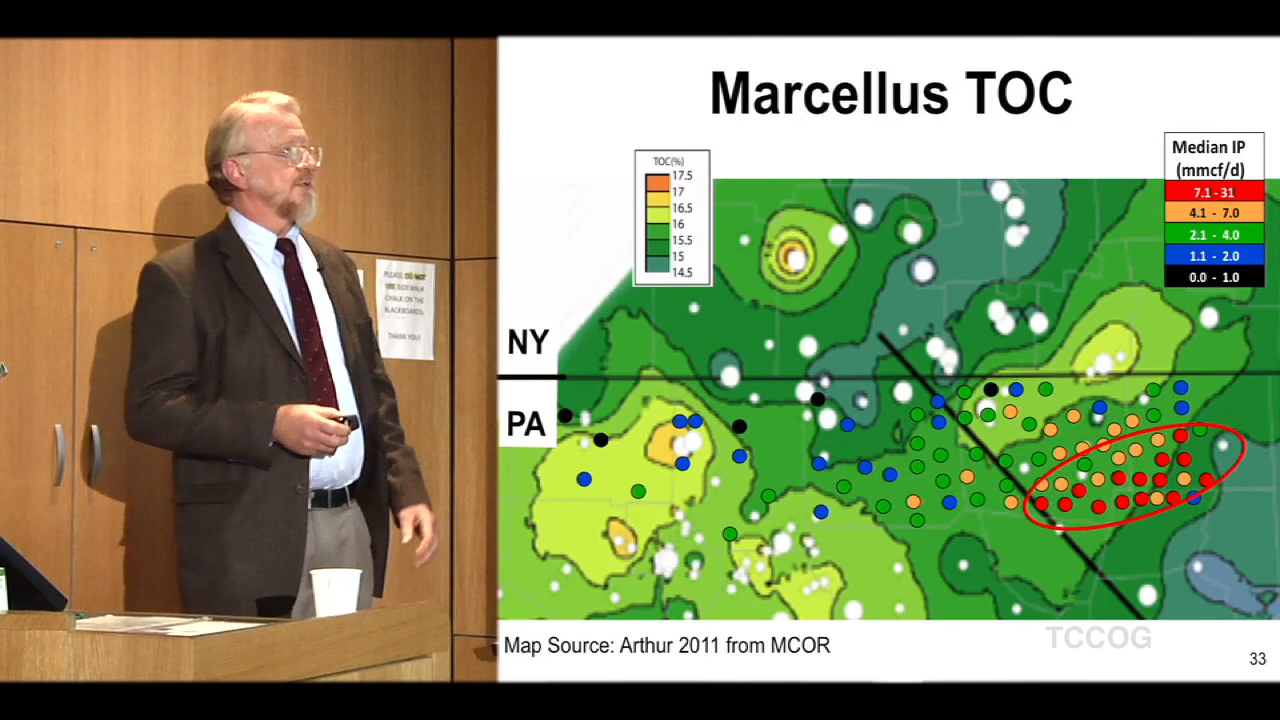 Marcellus TOC
TOC(%)
17.5
17
16.5
16
15.5
15
14.5
Median IP
(mmcf/d)
7.1 - 31
4.1 - 7.0
2.1 - 4.0
1.1 - 2.0
0.0 - 1.0
NY
PA
PLEASE DO NOT
USE SIDEWALK
CHALK ON THE
BLACKBOARDS.
THANK YOU!
Map Source: Arthur 2011 from MCOR
TCCOG
33